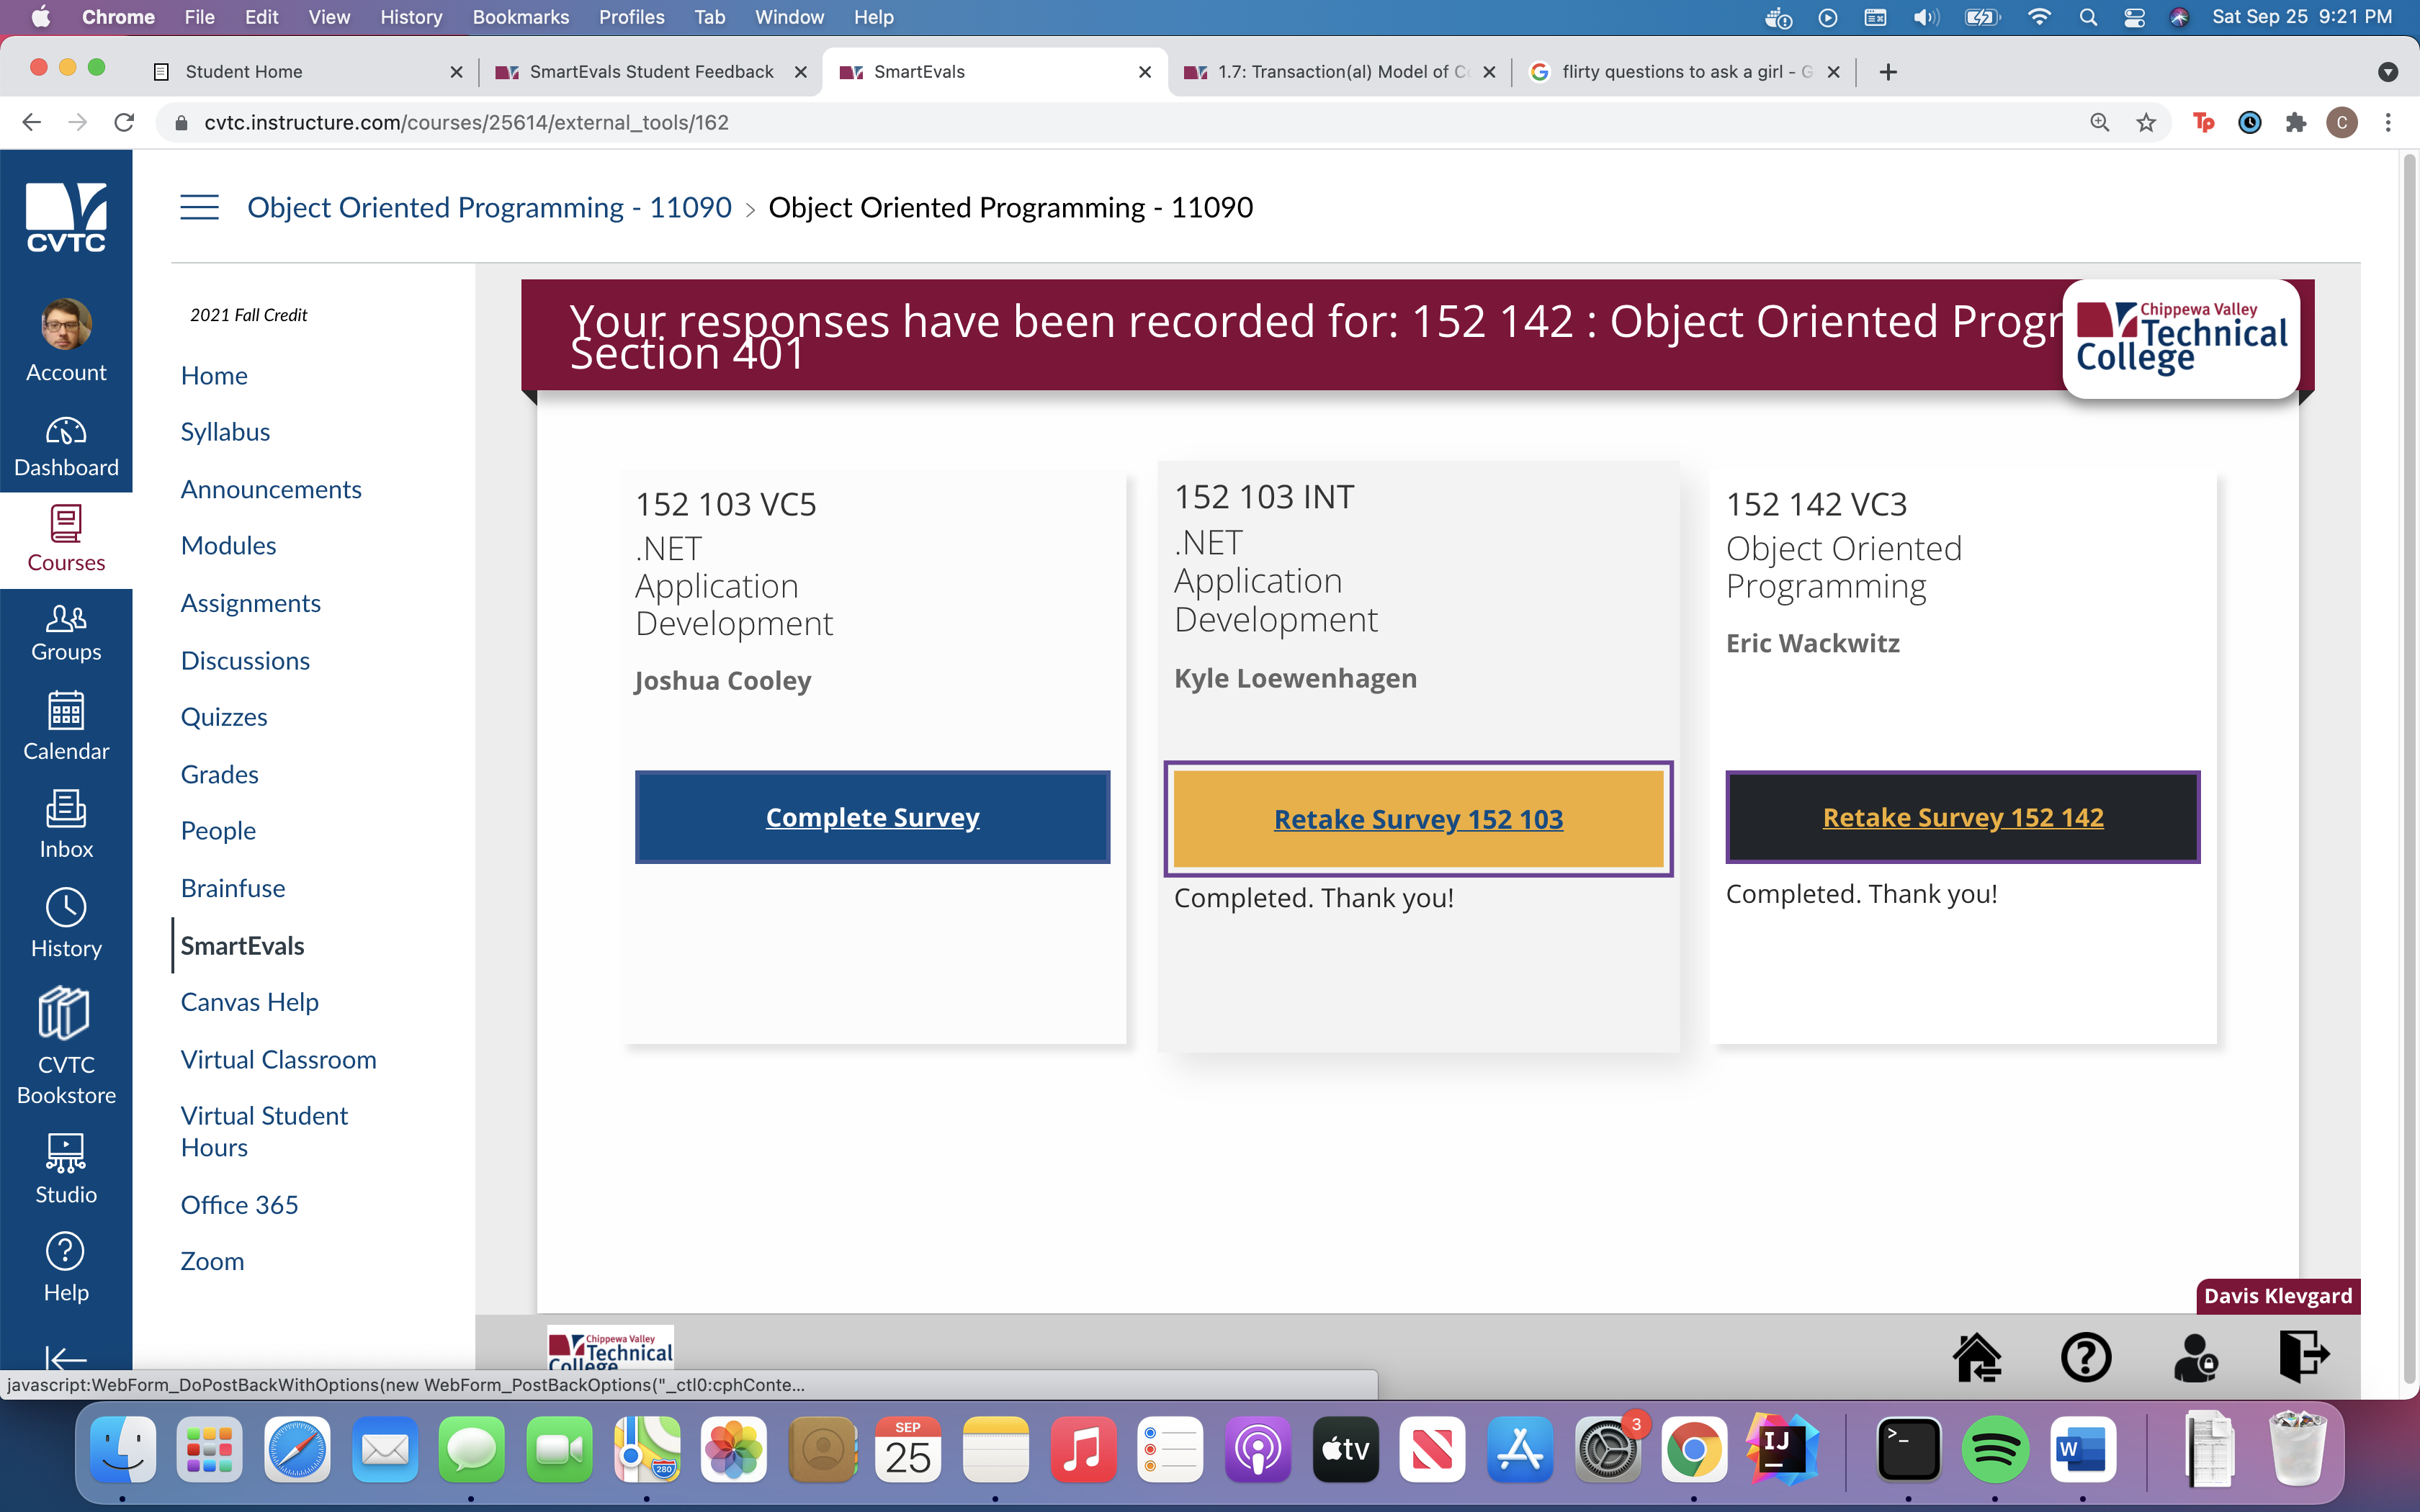 Chrome File Edit View History Bookmarks Profiles Tab Window Help
Sat Sep 25 9:21 PM
Student Home
SmartEvals Student Feedback
SmartEvals
1.7: Transaction(al) Model of
flirty questions to ask a girl - G
cvtc.instructure.com/courses/25614/external_tools/162
Tp
C
CVTC
Account
Dashboard
Courses
Groups
Calendar
Inbox
History
CVTC
Bookstore
Studio
Help
Object Oriented Programming - 11090 > Object Oriented Programming - 11090
2021 Fall Credit
Home
Syllabus
Announcements
Modules
Assignments
Discussions
Quizzes
Grades
People
Brainfuse
SmartEvals
Canvas Help
Virtual Classroom
Virtual Student
Hours
Office 365
Zoom
Your responses have been recorded for: 152 142 : Object Oriented Progr
Section 401
Chippewa Valley
Technical
College
152 103 VC5
.NET
Application
Development
Joshua Cooley
Complete Survey
152 103 INT
.NET
Application
Development
Kyle Loewenhagen
Retake Survey 152 103
Completed. Thank you!
152 142 VC3
Object Oriented
Programming
Eric Wackwitz
Retake Survey 152 142
Completed. Thank you!
Davis Klevgard
Chippewa Valley
Technical
College
javascript:WebForm_DoPostBackWithOptions(new WebForm_PostBackOptions("_ctl0:cphConte...
280
SEP
25
tv
3
IJ
>_
W